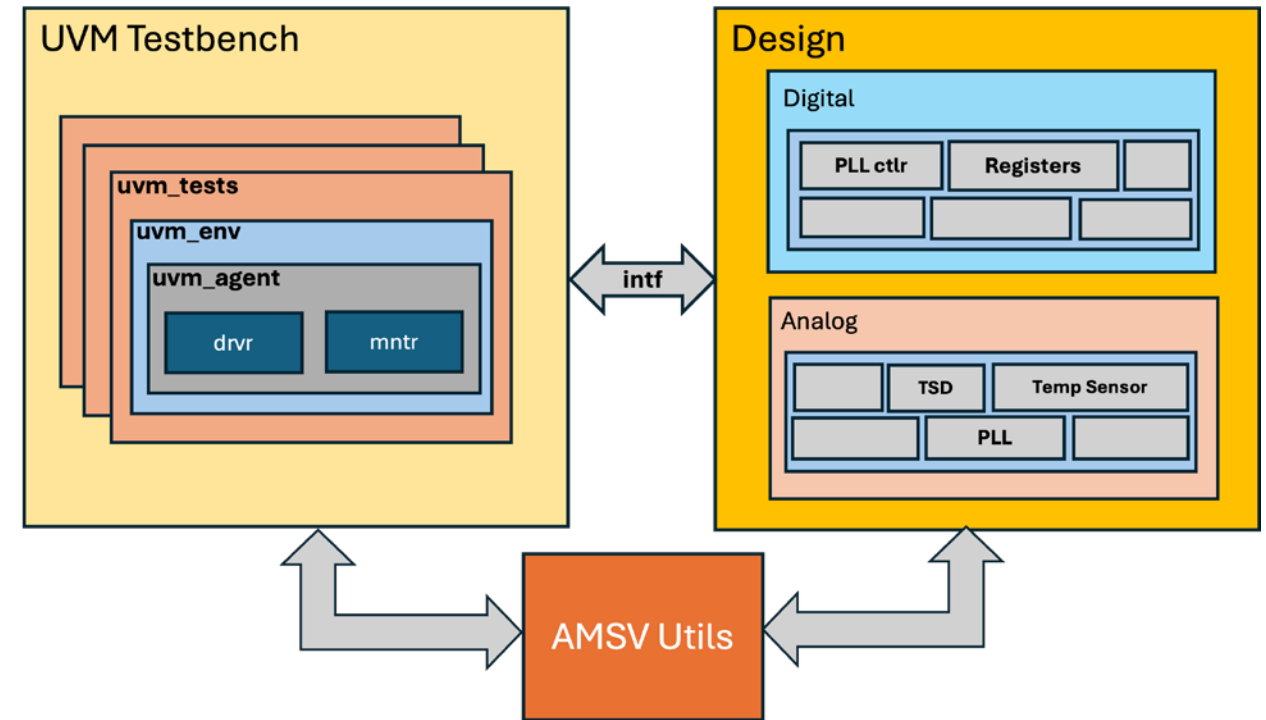 UVM Testbench
uvm_tests
uvm_env
uvm_agent
drvr
mntr
intf
Design
Digital
PLL ctlr
Registers
Analog
TSD
Temp Sensor
PLL
AMSV Utils